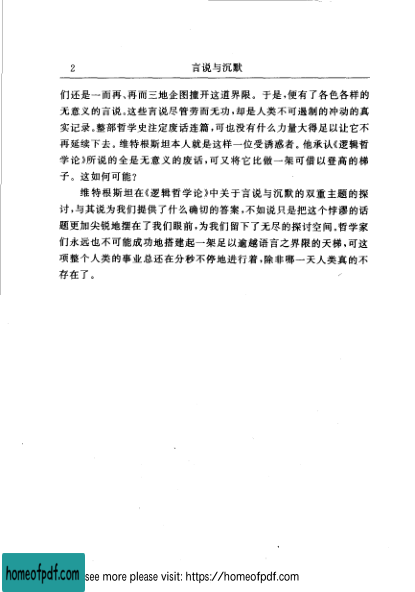 2 言说与沉默
们还是一而再、再而三地企图撞开这道界限。于是,便有了各色各样的
无意义的言说。这些言说尽管劳而无功,却是人类不可遏制的冲动的真
实记录。整部哲学史注定废话连篇,可也没有什么力量大得足以让它不
再延续下去。维特根斯坦本人就是这样一位受诱惑者。他承认《逻辑哲
学论》所说的全是无意义的废话,可又将它比做一架可借以登高的梯
子。这如何可能?
维特根斯坦在《逻辑哲学论》中关于言说与沉默的双重主题的探
讨,与其说为我们提供了什么确切的答案,不如说只是把这个悖谬的话
题更加尖锐地摆在了我们眼前,为我们留下了无尽的探讨空间。哲学家
们永远也不可能成功地搭建起一架足以逾越语言之界限的天梯,可这
项整个人类的事业总还在分秒不停地进行着,除非哪一天人类真的不
存在了。
homeofpdf.com see more please visit: https://homeofpdf.com